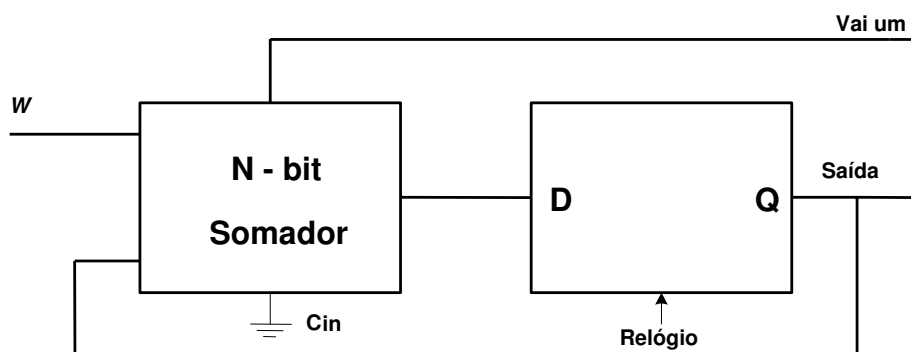 Vai um
W
N - bit
Somador
D
Q
Saída
Cin
Relógio